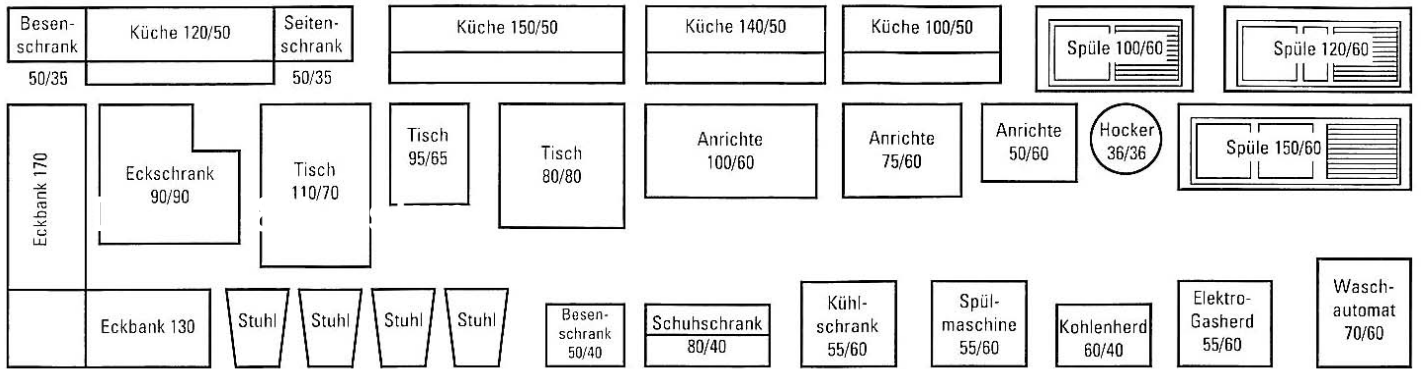 Besen-
schrank
50/35
Küche 120/50
Seiten-
schrank
50/35
Küche 150/50
Küche 140/50
Küche 100/50
Spüle 100/60
Spüle 120/60
Eckbank 170
Eckschrank
90/90
Tisch
110/70
Tisch
95/65
Tisch
80/80
Anrichte
100/60
Anrichte
75/60
Anrichte
50/60
Hocker
36/36
Spüle 150/60
Eckbank 130
Stuhl
Stuhl
Stuhl
Stuhl
Besen-
schrank
50/40
Schuhschrank
80/40
Kühl-
schrank
55/60
Spül-
maschine
55/60
Kohlenherd
60/40
Elektro-
Gasherd
55/60
Wasch-
automat
70/60